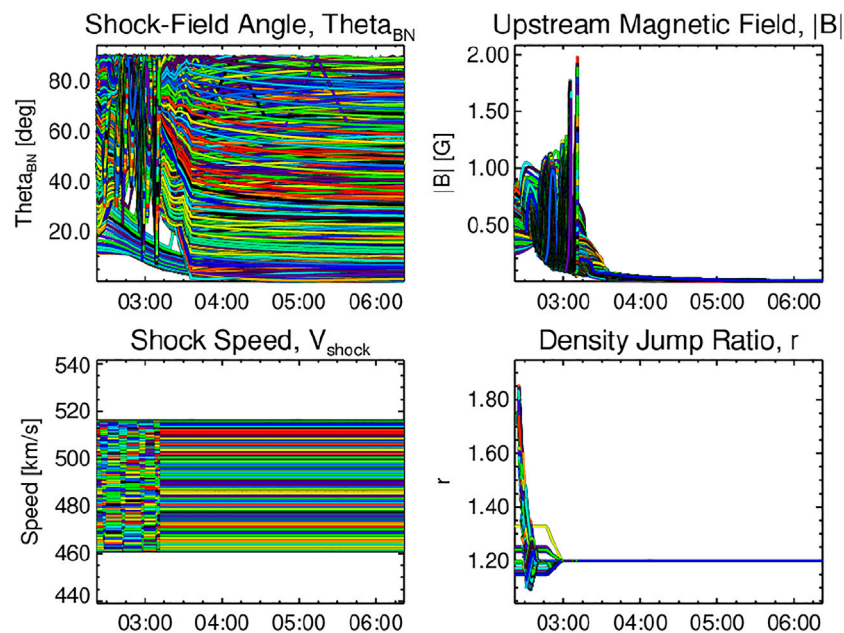 Shock-Field Angle, Theta_BN
Upstream Magnetic Field, |B|
Theta_BN [deg]
80.0
60.0
40.0
20.0
03:00 04:00 05:00 06:00
|B| [G]
2.00
1.50
1.00
0.50
03:00 04:00 05:00 06:00
Shock Speed, V_shock
Density Jump Ratio, r
Speed [km/s]
540
520
500
480
460
440
03:00 04:00 05:00 06:00
r
1.80
1.60
1.40
1.20
03:00 04:00 05:00 06:00